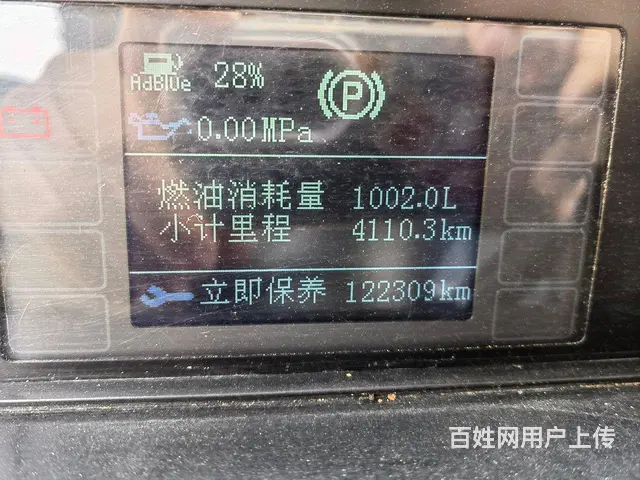 AdBlue 28% P
0.00MPa
燃油消耗量 1002.0L
小计里程 4110.3km
立即保养 122309km
百姓网用户上传